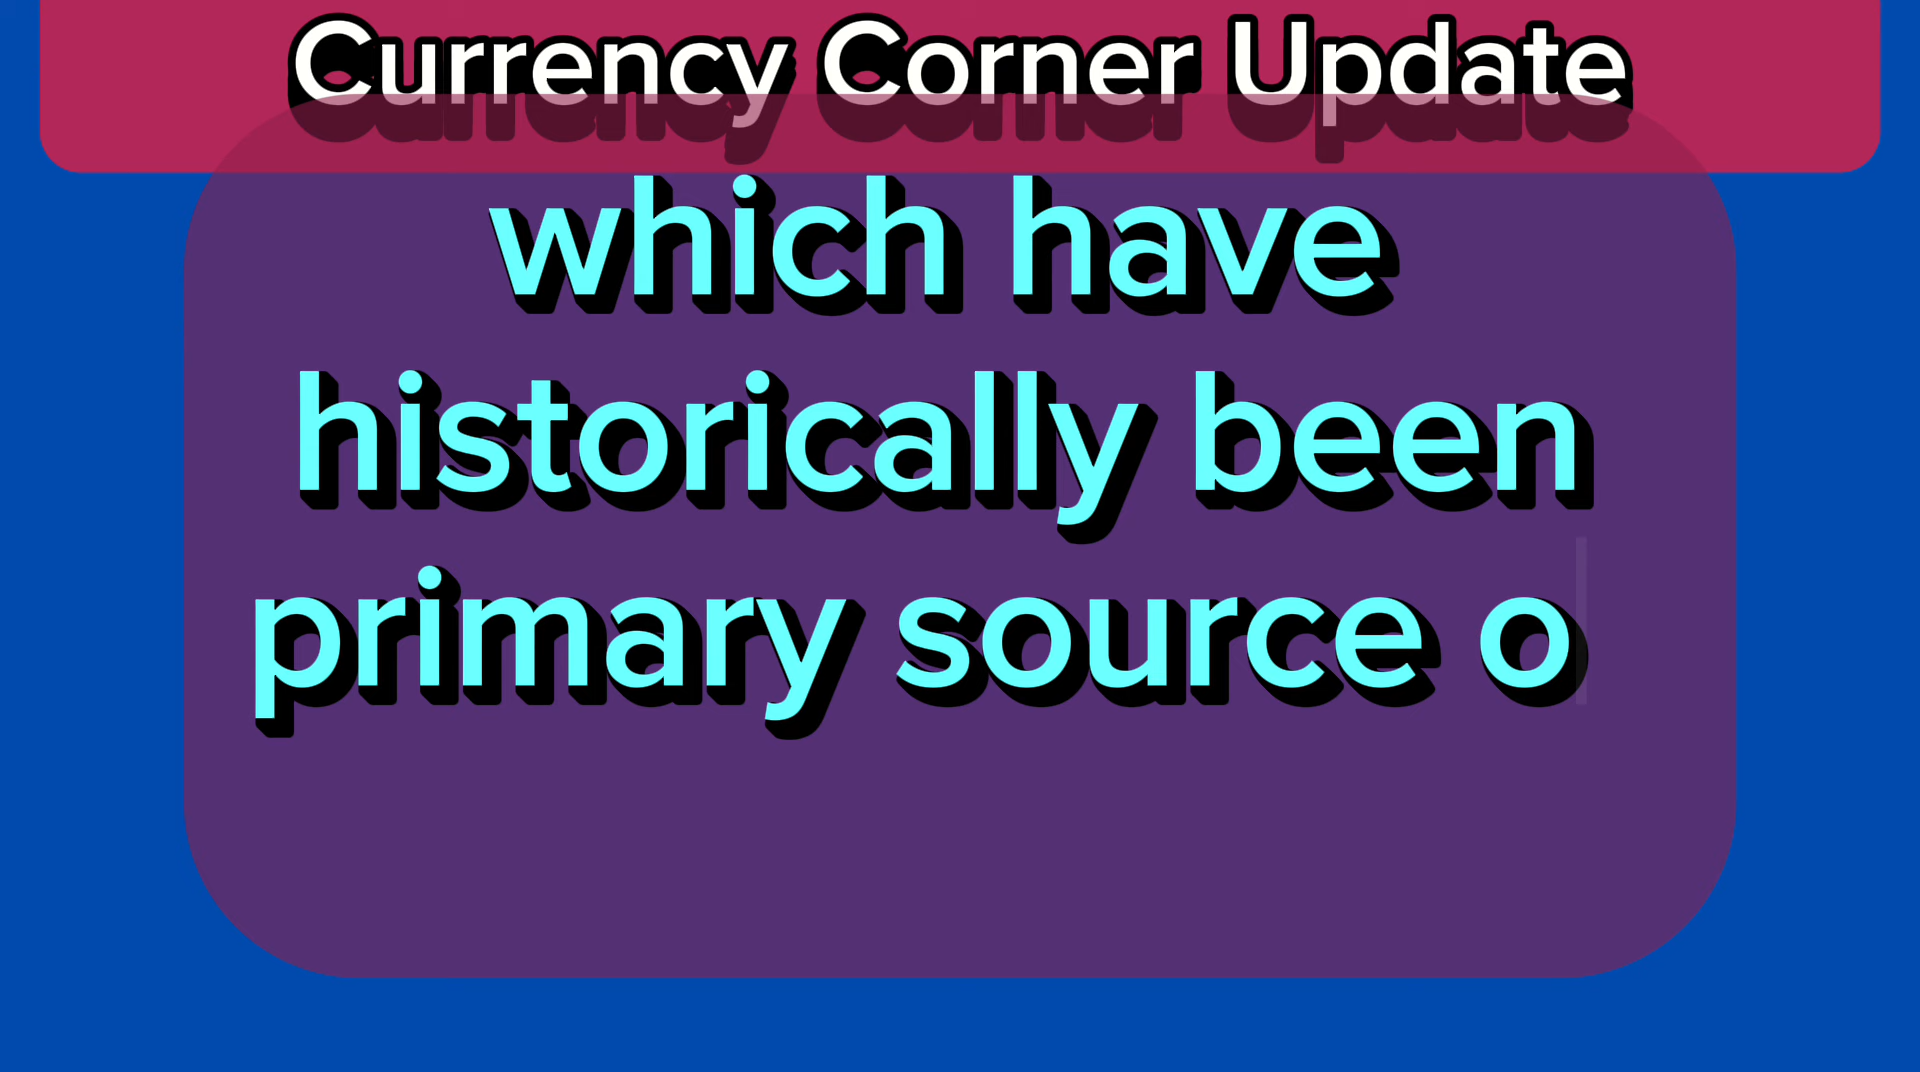 Currency Corner Update
which have
historically been
primary source o